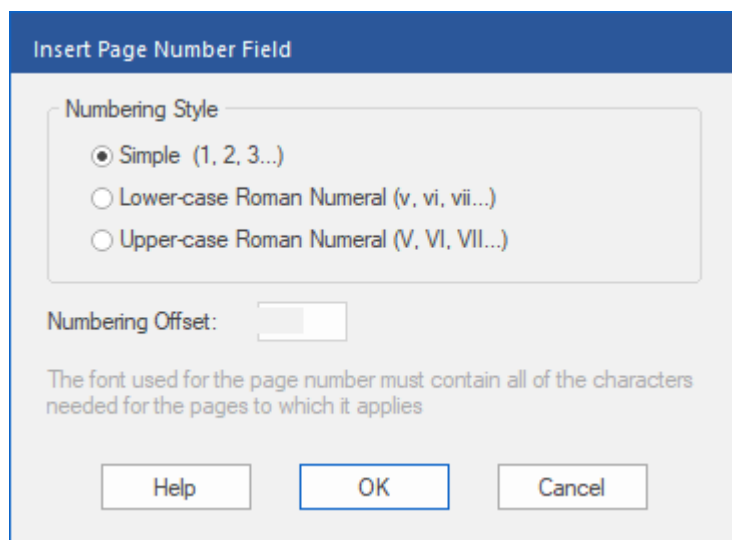 Insert Page Number Field
Numbering Style
Simple (1, 2, 3...)
Lower-case Roman Numeral (v, vi, vii...)
Upper-case Roman Numeral (V, VI, VII...)
Numbering Offset:
The font used for the page number must contain all of the characters
needed for the pages to which it applies
Help OK Cancel